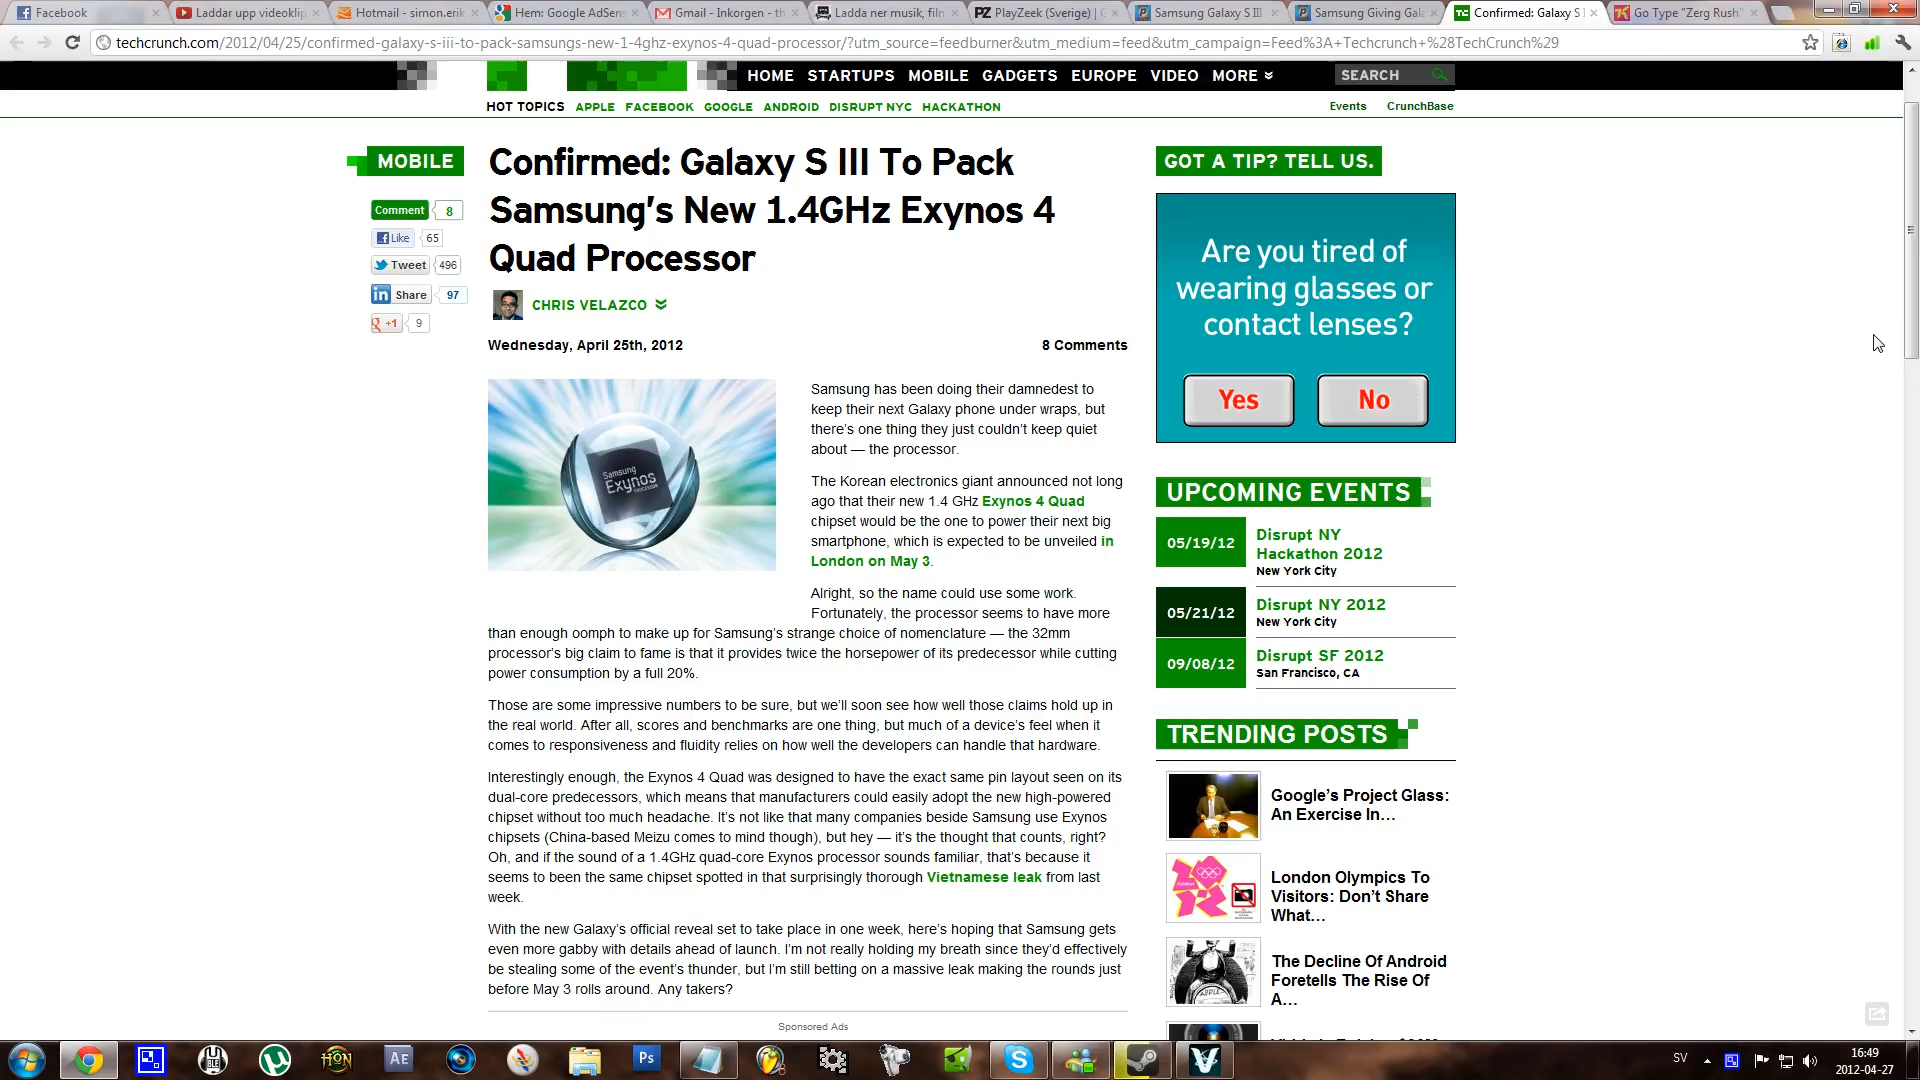 Facebook
Laddar upp videoklip
Hotmail - simon.erik
Hem: Google AdSens
Gmail - Inkorgen - th
Ladda ner musik, film
PlayZeek (Sverige) |
Samsung Galaxy S III
Samsung Giving Gala
Confirmed: Galaxy S
Go Type "Zerg Rush"
techcrunch.com/2012/04/25/confirmed-galaxy-s-iii-to-pack-samsungs-new-1-4ghz-exynos-4-quad-processor/?utm_source=feedburner&utm_medium=feed&utm_campaign=Feed%3A+Techcrunch+%28TechCrunch%29
HOME STARTUPS MOBILE GADGETS EUROPE VIDEO MORE
SEARCH
HOT TOPICS APPLE FACEBOOK GOOGLE ANDROID DISRUPT NYC HACKATHON
Events CrunchBase
MOBILE
Comment 8
Like 65
Tweet 496
in Share 97
g +1 9
Confirmed: Galaxy S III To Pack
Samsung's New 1.4GHz Exynos 4
Quad Processor
CHRIS VELAZCO
Wednesday, April 25th, 2012
8 Comments
Samsung
Exynos
PROCESSOR
Samsung has been doing their damnedest to
keep their next Galaxy phone under wraps, but
there's one thing they just couldn't keep quiet
about — the processor.
The Korean electronics giant announced not long
ago that their new 1.4 GHz Exynos 4 Quad
chipset would be the one to power their next big
smartphone, which is expected to be unveiled in
London on May 3.
Alright, so the name could use some work.
Fortunately, the processor seems to have more
than enough oomph to make up for Samsung's strange choice of nomenclature — the 32mm
processor's big claim to fame is that it provides twice the horsepower of its predecessor while cutting
power consumption by a full 20%.
Those are some impressive numbers to be sure, but we'll soon see how well those claims hold up in
the real world. After all, scores and benchmarks are one thing, but much of a device's feel when it
comes to responsiveness and fluidity relies on how well the developers can handle that hardware.
Interestingly enough, the Exynos 4 Quad was designed to have the exact same pin layout seen on its
dual-core predecessors, which means that manufacturers could easily adopt the new high-powered
chipset without too much headache. It's not like that many companies beside Samsung use Exynos
chipsets (China-based Meizu comes to mind though), but hey — it's the thought that counts, right?
Oh, and if the sound of a 1.4GHz quad-core Exynos processor sounds familiar, that's because it
seems to been the same chipset spotted in that surprisingly thorough Vietnamese leak from last
week.
With the new Galaxy's official reveal set to take place in one week, here's hoping that Samsung gets
even more gabby with details ahead of launch. I'm not really holding my breath since they'd effectively
be stealing some of the event's thunder, but I'm still betting on a massive leak making the rounds just
before May 3 rolls around. Any takers?
Sponsored Ads
GOT A TIP? TELL US.
Are you tired of
wearing glasses or
contact lenses?
Yes No
UPCOMING EVENTS
05/19/12
Disrupt NY
Hackathon 2012
New York City
05/21/12
Disrupt NY 2012
New York City
09/08/12
Disrupt SF 2012
San Francisco, CA
TRENDING POSTS
Google's Project Glass:
An Exercise In…
London Olympics To
Visitors: Don't Share
What…
The Decline Of Android
Foretells The Rise Of
A…
UBLE
HON
Ae
Ps
SV
16:49
2012-04-27